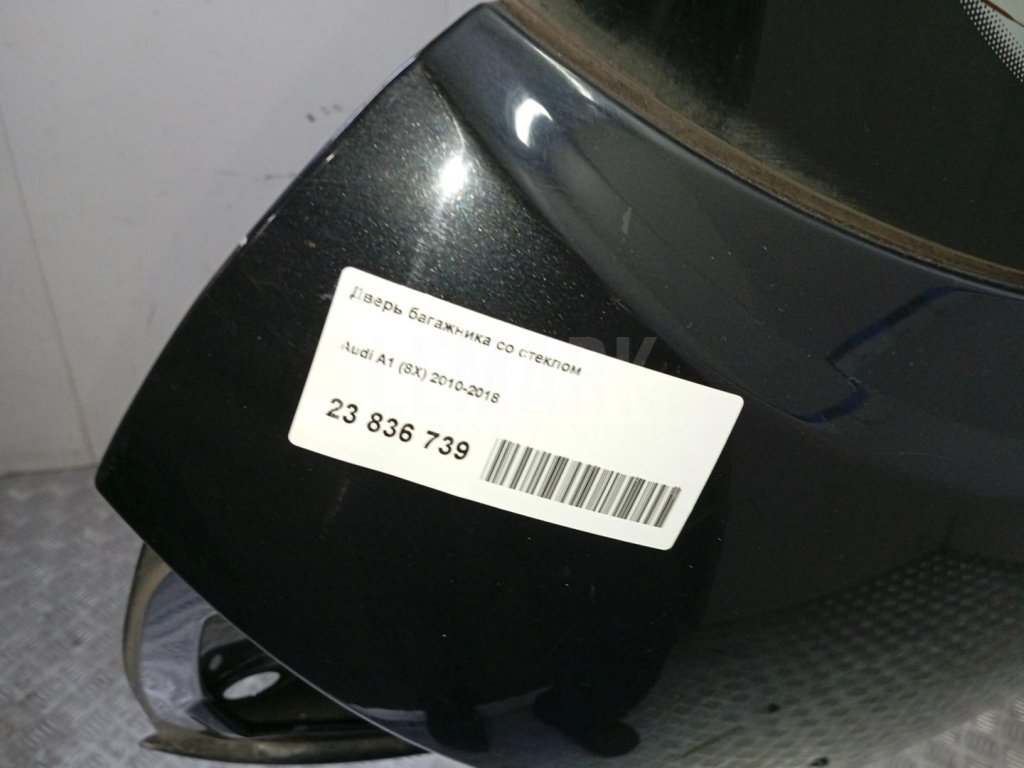 Дверь багажника со стеклом
Audi A1 (8X) 2010-2018
23 836 739